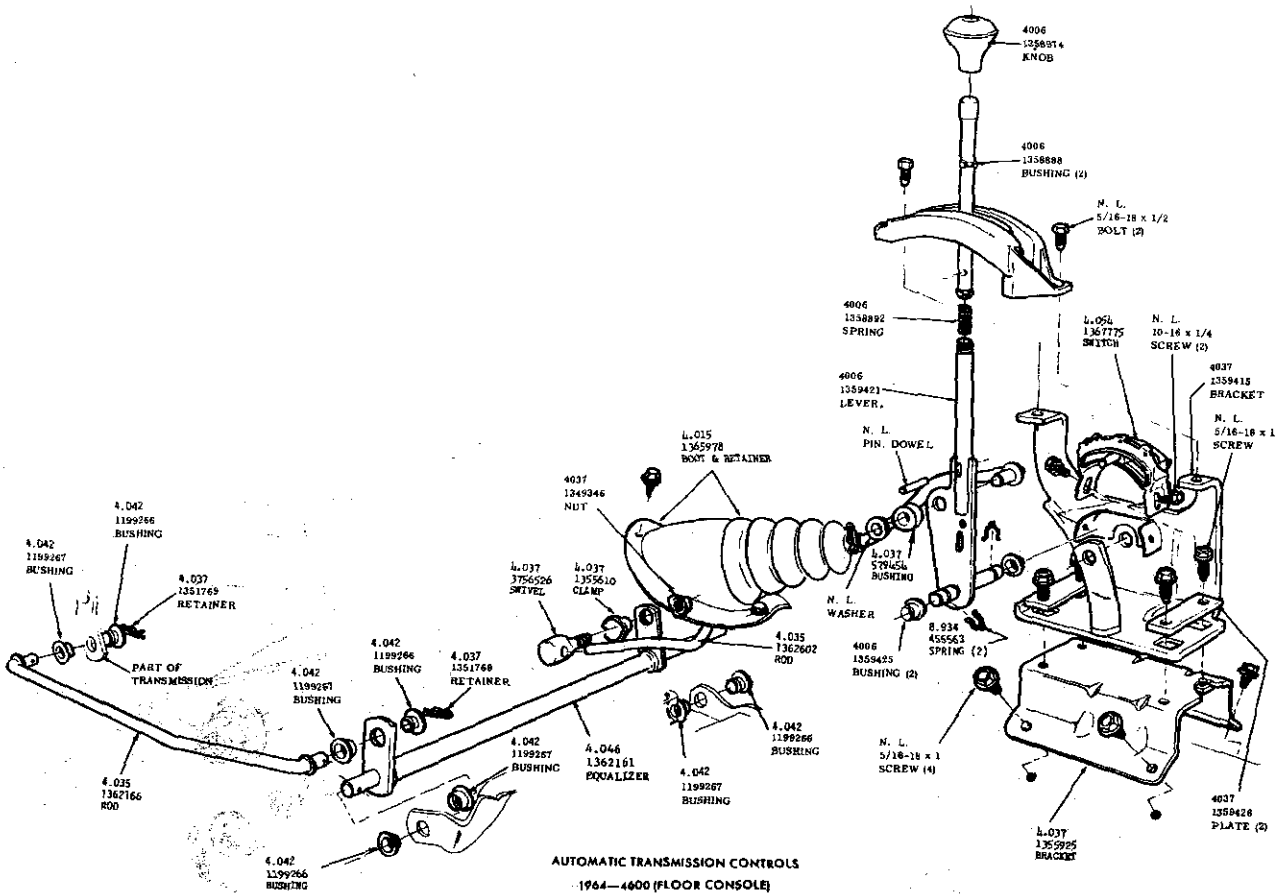 4006
1358974
KNOB
4006
1358888
BUSHING (2)
N. L.
5/16-18 x 1/2
BOLT (2)
4006
1358892
SPRING
4.054
1367775
SWITCH
N. L.
10-16 x 1/4
SCREW (2)
4037
1359415
BRACKET
4006
1359421
LEVER.
N. L.
5/16-18 x 1
SCREW
N. L.
PIN. DOWEL
4.015
1365978
BOOT & RETAINER
4037
1349346
NUT
4.042
1199266
BUSHING
4.042
1199267
BUSHING
4.037
1351769
RETAINER
4.037
3756526
SWIVEL
4.037
1355610
CLAMP
4.037
579454
BUSHING
N. L.
WASHER
8.934
455563
SPRING (2)
4006
1359425
BUSHING (2)
4.035
1362602
ROD
PART OF
TRANSMISSION
4.042
1199266
BUSHING
4.037
1351769
RETAINER
4.042
1199267
BUSHING
4.042
1199266
BUSHING
4.042
1199267
BUSHING
4.046
1362161
EQUALIZER
4.042
1199267
BUSHING
N. L.
5/16-18 x 1
SCREW (4)
4.035
1362166
ROD
4037
1359426
PLATE (2)
4.037
1355925
BRACKET
4.042
1199266
BUSHING
AUTOMATIC TRANSMISSION CONTROLS
1964—4600 (FLOOR CONSOLE)